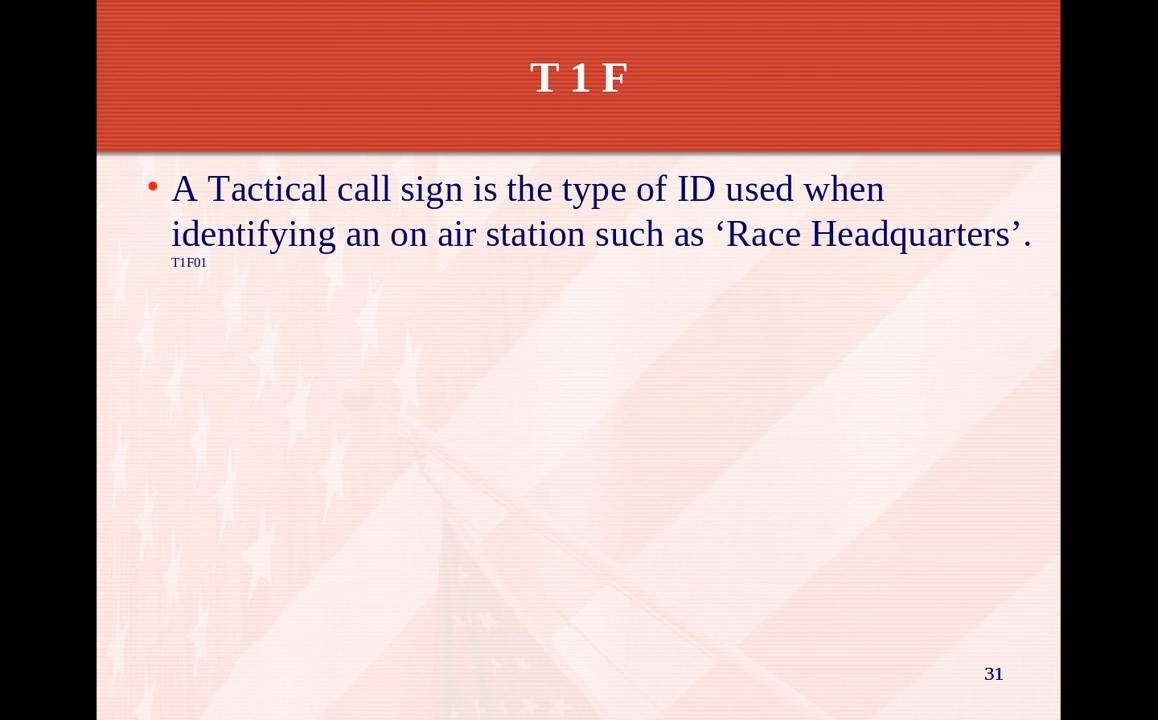 T 1 F
• A Tactical call sign is the type of ID used when
identifying an on air station such as ‘Race Headquarters’.
T1F01
31